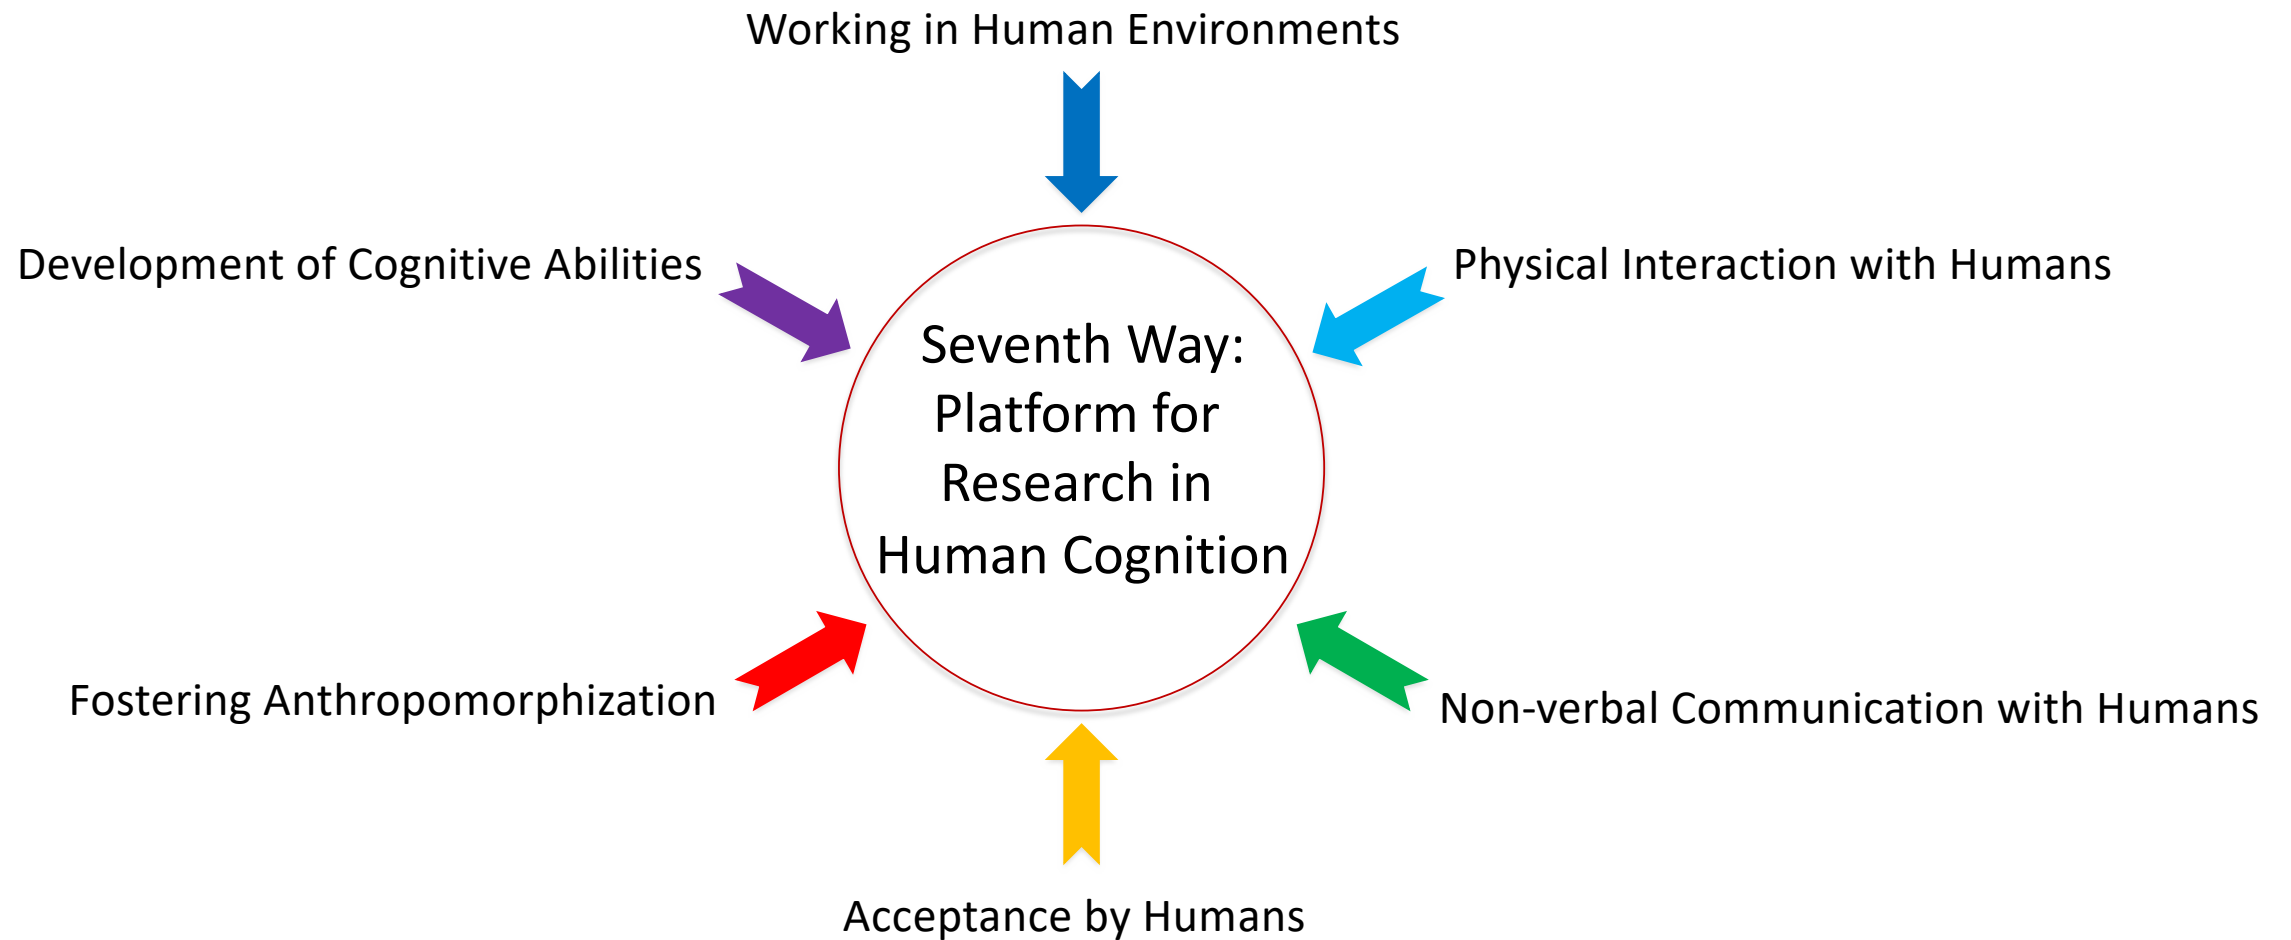 Working in Human Environments
Development of Cognitive Abilities
Physical Interaction with Humans
Seventh Way:
Platform for
Research in
Human Cognition
Fostering Anthropomorphization
Non-verbal Communication with Humans
Acceptance by Humans